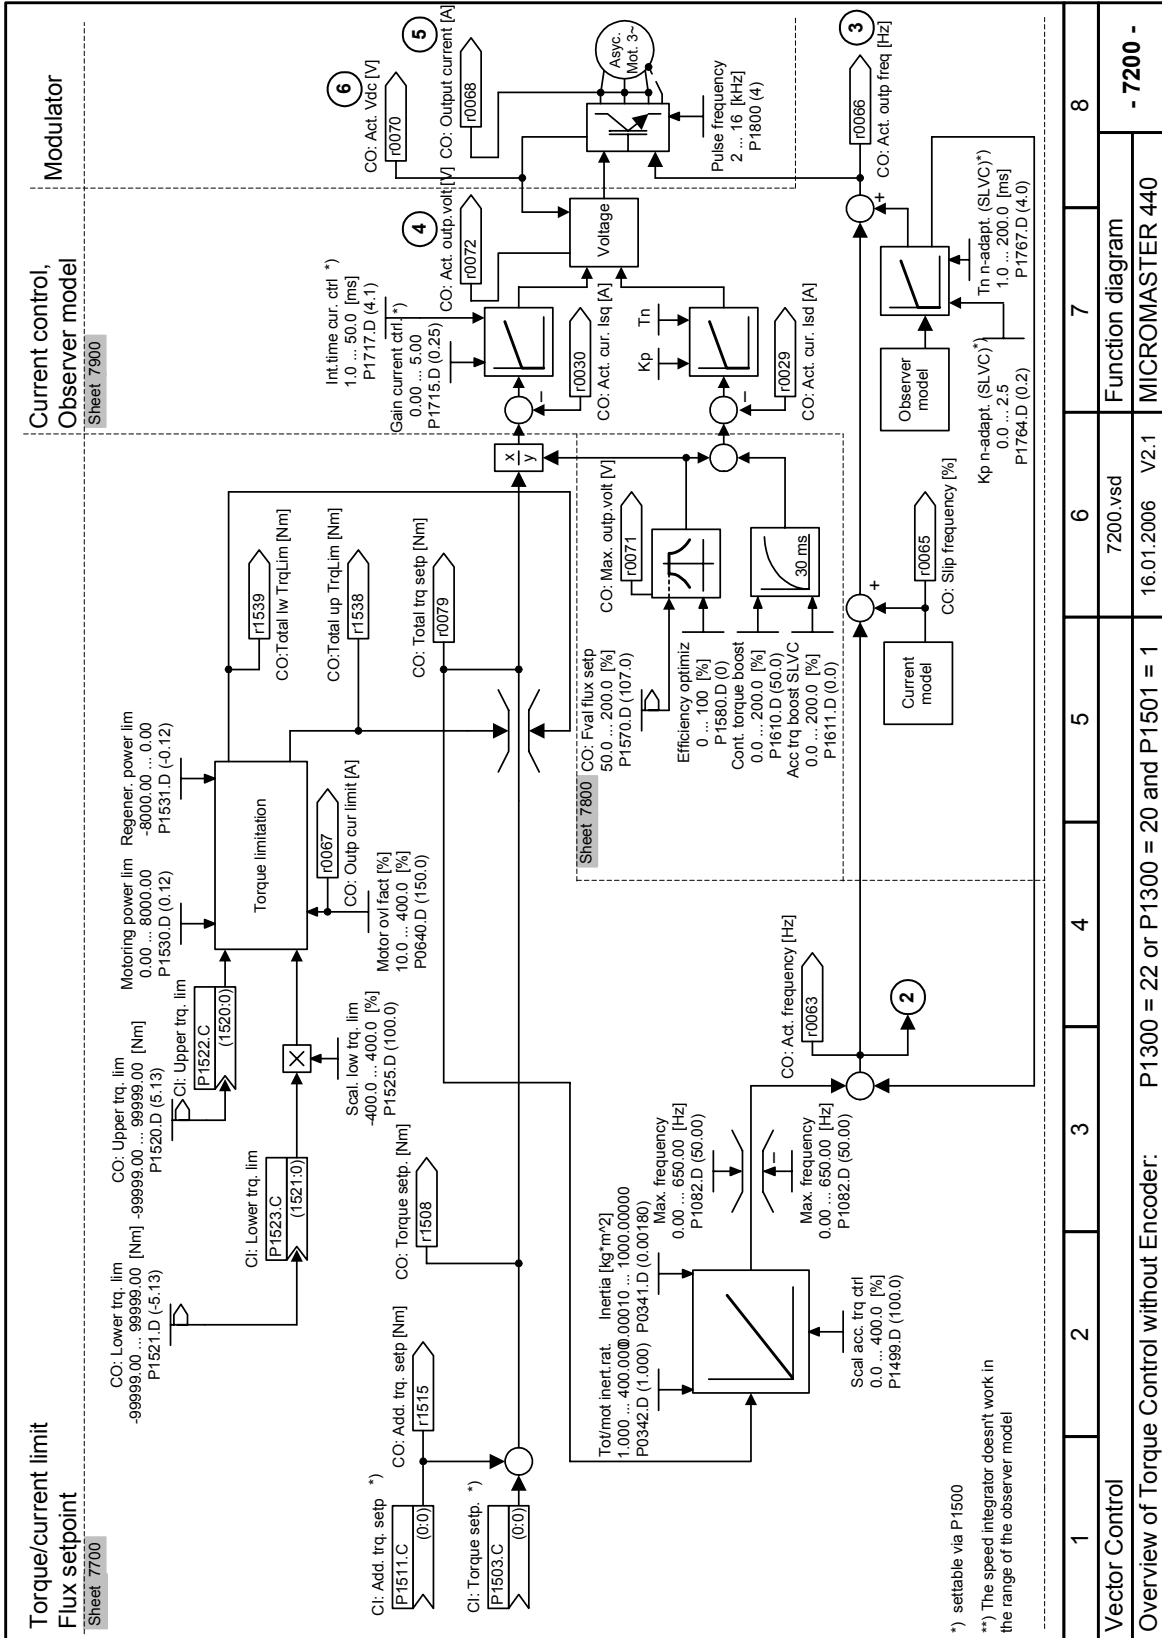 Torque/current limit
Flux setpoint
Sheet 7700
Current control,
Observer model
Sheet 7900
Modulator
CO: Lower trq. lim
-99999.00 ... 99999.00 [Nm]
P1521.D (-5.13)
CO: Upper trq. lim
-99999.00 ... 99999.00 [Nm]
P1520.D (5.13)
CI: Lower trq. lim
P1523.C
(1521:0)
CI: Upper trq. lim
P1522.C
(1520:0)
Motoring power lim
0.00 ... 8000.00
P1530.D (0.12)
Regener. power lim
-8000.00 ... 0.00
P1531.D (-0.12)
Torque limitation
Scal. low trq. lim
-400.0 ... 400.0 [%]
P1525.D (100.0)
r0067
CO: Outp cur limit [A]
Motor ovl fact [%]
10.0 ... 400.0 [%]
P0640.D (150.0)
r1539
CO:Total lw TrqLim [Nm]
r1538
CO:Total up TrqLim [Nm]
CO: Total trq setp [Nm]
r0079
CI: Add. trq. setp *)
P1511.C
(0:0)
CO: Add. trq. setp [Nm]
r1515
CI: Torque setp. *)
P1503.C
(0:0)
CO: Torque setp. [Nm]
r1508
x
y
Int.time cur. ctrl *)
1.0 ... 50.0 [ms]
P1717.D (4.1)
Gain current ctrl. *)
0.00 ... 5.00
P1715.D (0.25)
r0030
CO: Act. cur. Isq [A]
Kp
Tn
r0029
CO: Act. cur. Isd [A]
Voltage
4
CO: Act. outp.volt[V]
r0072
6
CO: Act. Vdc [V]
r0070
5
CO: Output current [A]
r0068
Asyc.
Mot. 3~
Pulse frequency
2 ... 16 [kHz]
P1800 (4)
Sheet 7800
CO: Fval flux setp
50.0 ... 200.0 [%]
P1570.D (107.0)
CO: Max. outp.volt [V]
r0071
Efficiency optimiz
0 ... 100 [%]
P1580.D (0)
Cont. torque boost
0.0 ... 200.0 [%]
P1610.D (50.0)
Acc trq boost SLVC
0.0 ... 200.0 [%]
P1611.D (0.0)
30 ms
Tot/mot inert.rat.
1.000 ... 400.000
P0342.D (1.000)
Inertia [kg*m^2]
0.00010 ... 1000.00000
P0341.D (0.00180)
Scal acc. trq ctrl
0.0 ... 400.0 [%]
P1499.D (100.0)
Max. frequency
0.00 ... 650.00 [Hz]
P1082.D (50.00)
Max. frequency
0.00 ... 650.00 [Hz]
P1082.D (50.00)
CO: Act. frequency [Hz]
r0063
2
Current
model
r0065
CO: Slip frequency [%]
Observer
model
Kp n-adapt. (SLVC)*)
0.0 ... 2.5
P1764.D (0.2)
Tn n-adapt. (SLVC)*)
1.0 ... 200.0 [ms]
P1767.D (4.0)
3
r0066
CO: Act. outp freq [Hz]
*) settable via P1500
**) The speed integrator doesn't work in
the range of the observer model
1 2 3 4 5 6 7 8
Vector Control
7200.vsd
Function diagram
- 7200 -
Overview of Torque Control without Encoder: P1300 = 22 or P1300 = 20 and P1501 = 1
16.01.2006 V2.1
MICROMASTER 440